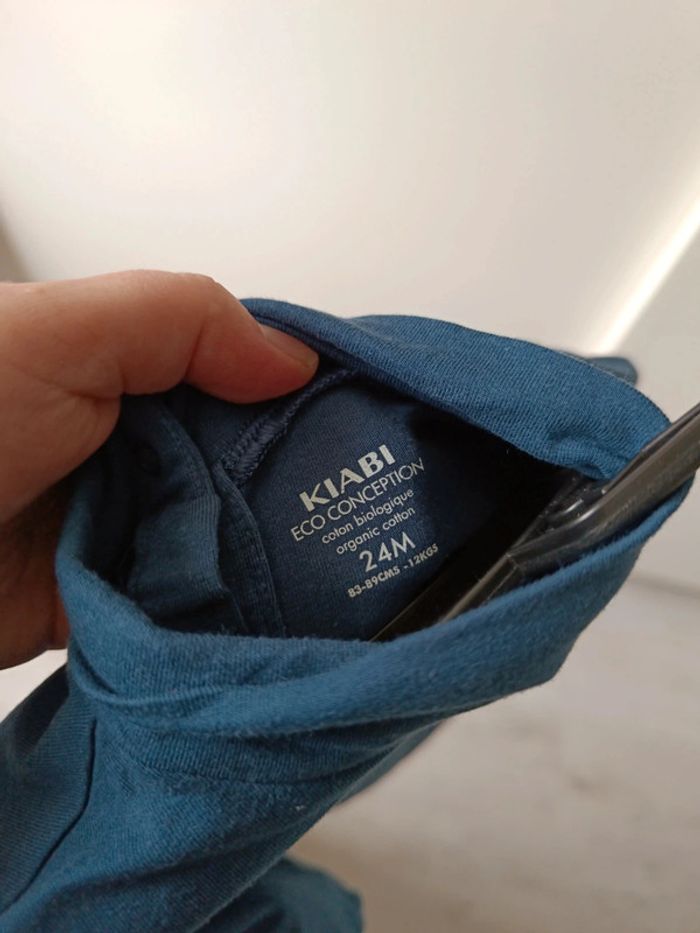 KIABI
ECO CONCEPTION
coton biologique
organic cotton
24M
83-89CMS -12KGS